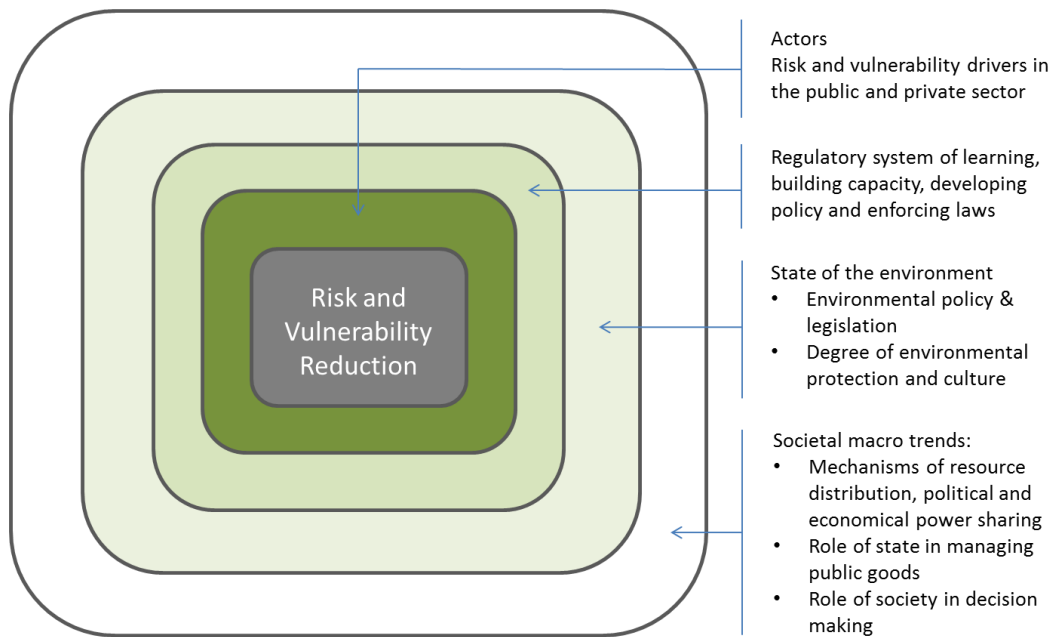 Risk and
Vulnerability
Reduction
Actors
Risk and vulnerability drivers in
the public and private sector
Regulatory system of learning,
building capacity, developing
policy and enforcing laws
State of the environment
• Environmental policy &
legislation
• Degree of environmental
protection and culture
Societal macro trends:
• Mechanisms of resource
distribution, political and
economical power sharing
• Role of state in managing
public goods
• Role of society in decision
making